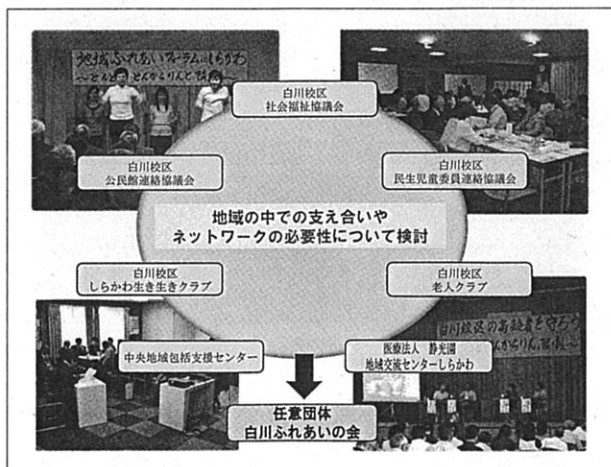 地域ふれあいフォーラムinしらかわ
白川校区
社会福祉協議会
白川校区
公民館連絡協議会
白川校区
民生児童委員連絡協議会
地域の中での支え合いや
ネットワークの必要性について検討
白川校区
しらかわ生き生きクラブ
白川校区
老人クラブ
白川校区の高齢者を守ろう
中央地域包括支援センター
医療法人 静光園
地域交流センターしらかわ
任意団体
白川ふれあいの会